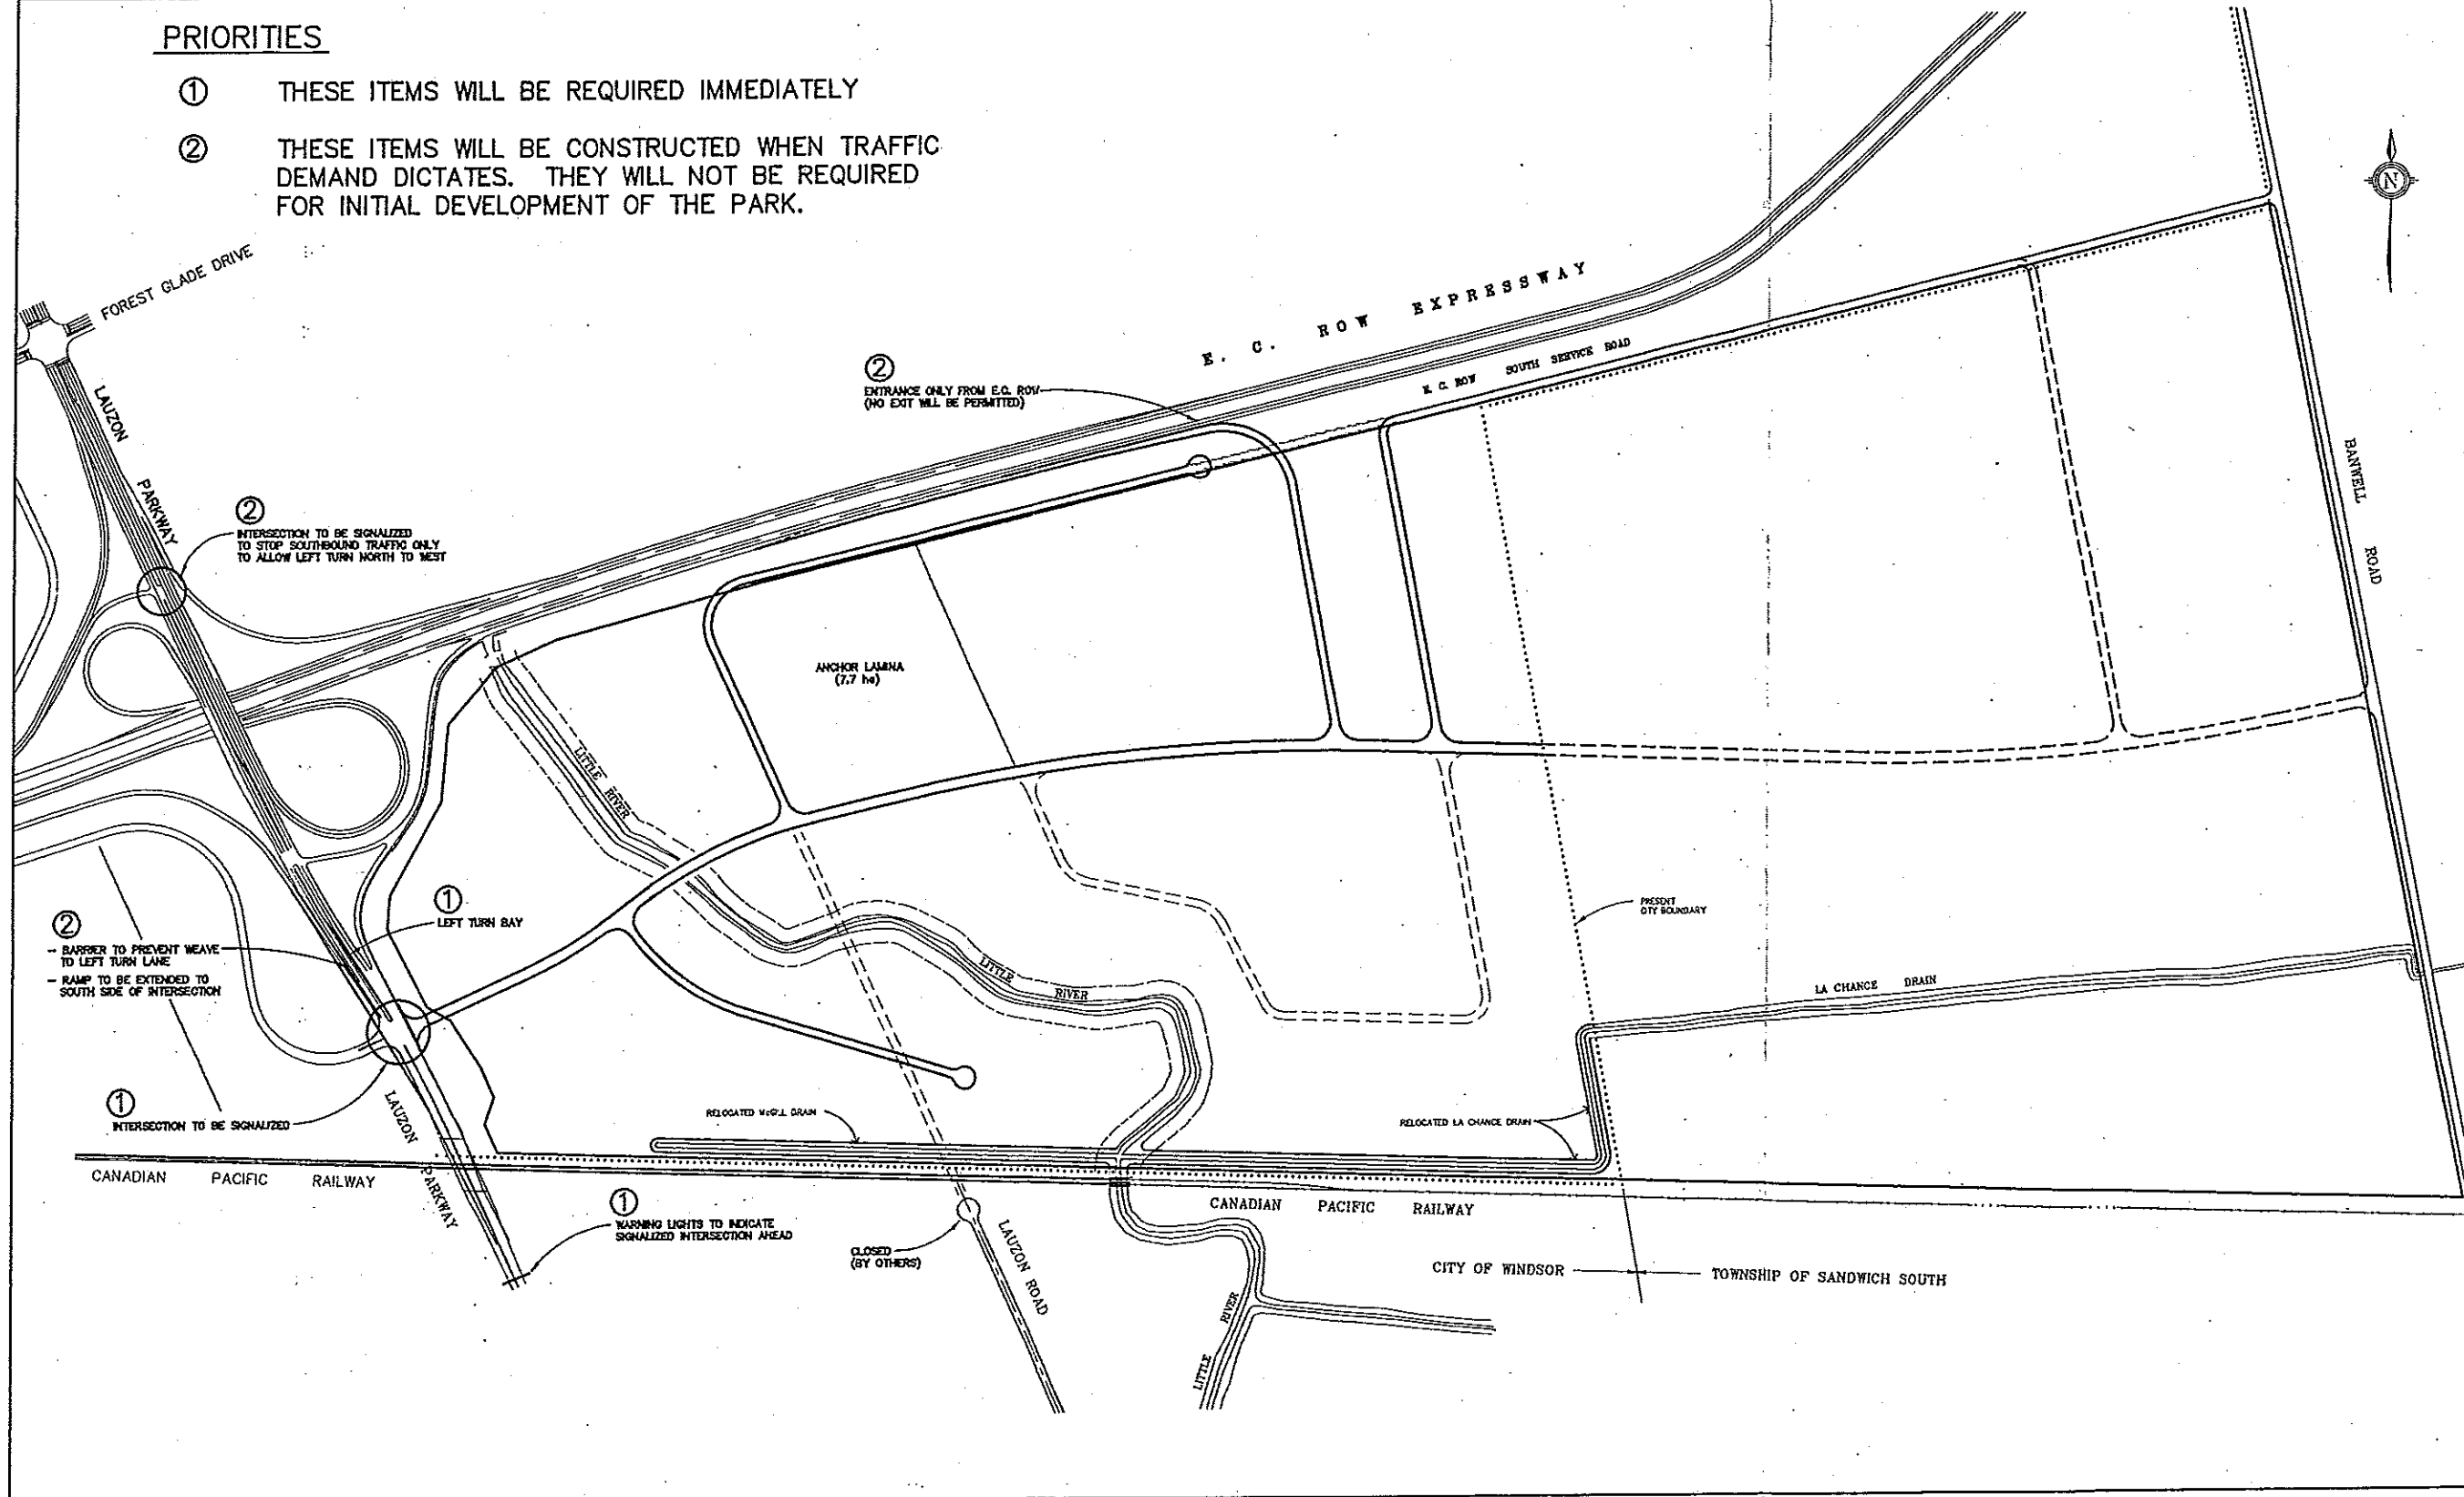 PRIORITIES
① THESE ITEMS WILL BE REQUIRED IMMEDIATELY
② THESE ITEMS WILL BE CONSTRUCTED WHEN TRAFFIC
DEMAND DICTATES. THEY WILL NOT BE REQUIRED
FOR INITIAL DEVELOPMENT OF THE PARK.
N
FOREST GLADE DRIVE
E. C. ROW EXPRESSWAY
E. C. ROW SOUTH SERVICE ROAD
②
ENTRANCE ONLY FROM E.C. ROW
(NO EXIT WILL BE PERMITTED)
LAUZON
PARKWAY
BANWELL
ROAD
②
INTERSECTION TO BE SIGNALIZED
TO STOP SOUTHBOUND TRAFFIC ONLY
TO ALLOW LEFT TURN NORTH TO WEST
ANCHOR LAMINA
(7.7 ha)
LITTLE
RIVER
①
LEFT TURN BAY
②
- BARRIER TO PREVENT WEAVE
TO LEFT TURN LANE
- RAMP TO BE EXTENDED TO
SOUTH SIDE OF INTERSECTION
PRESENT
CITY BOUNDARY
LITTLE
RIVER
LA CHANCE DRAIN
①
INTERSECTION TO BE SIGNALIZED
LAUZON
PARKWAY
RELOCATED McGILL DRAIN
RELOCATED LA CHANCE DRAIN
CANADIAN PACIFIC RAILWAY
CANADIAN PACIFIC RAILWAY
①
WARNING LIGHTS TO INDICATE
SIGNALIZED INTERSECTION AHEAD
CLOSED
(BY OTHERS)
LAUZON ROAD
CITY OF WINDSOR
TOWNSHIP OF SANDWICH SOUTH
LITTLE
RIVER